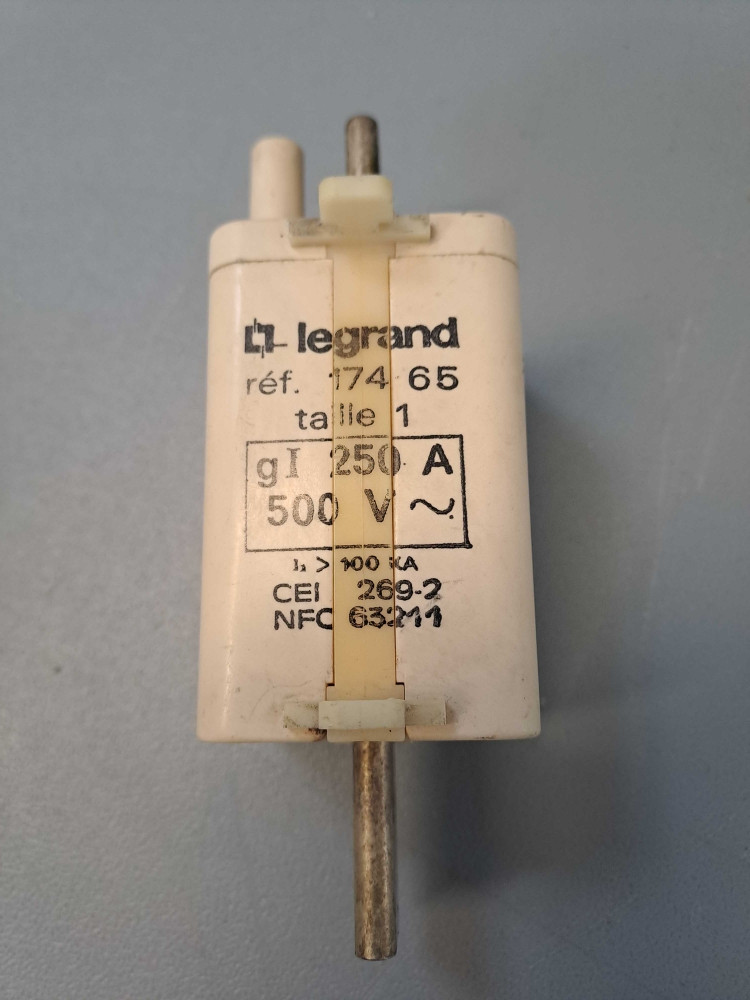 legrand
réf. 174 65
taille 1
gI 250 A
500 V ~
I₁ > 100 KA
CEI 269-2
NFC 63211